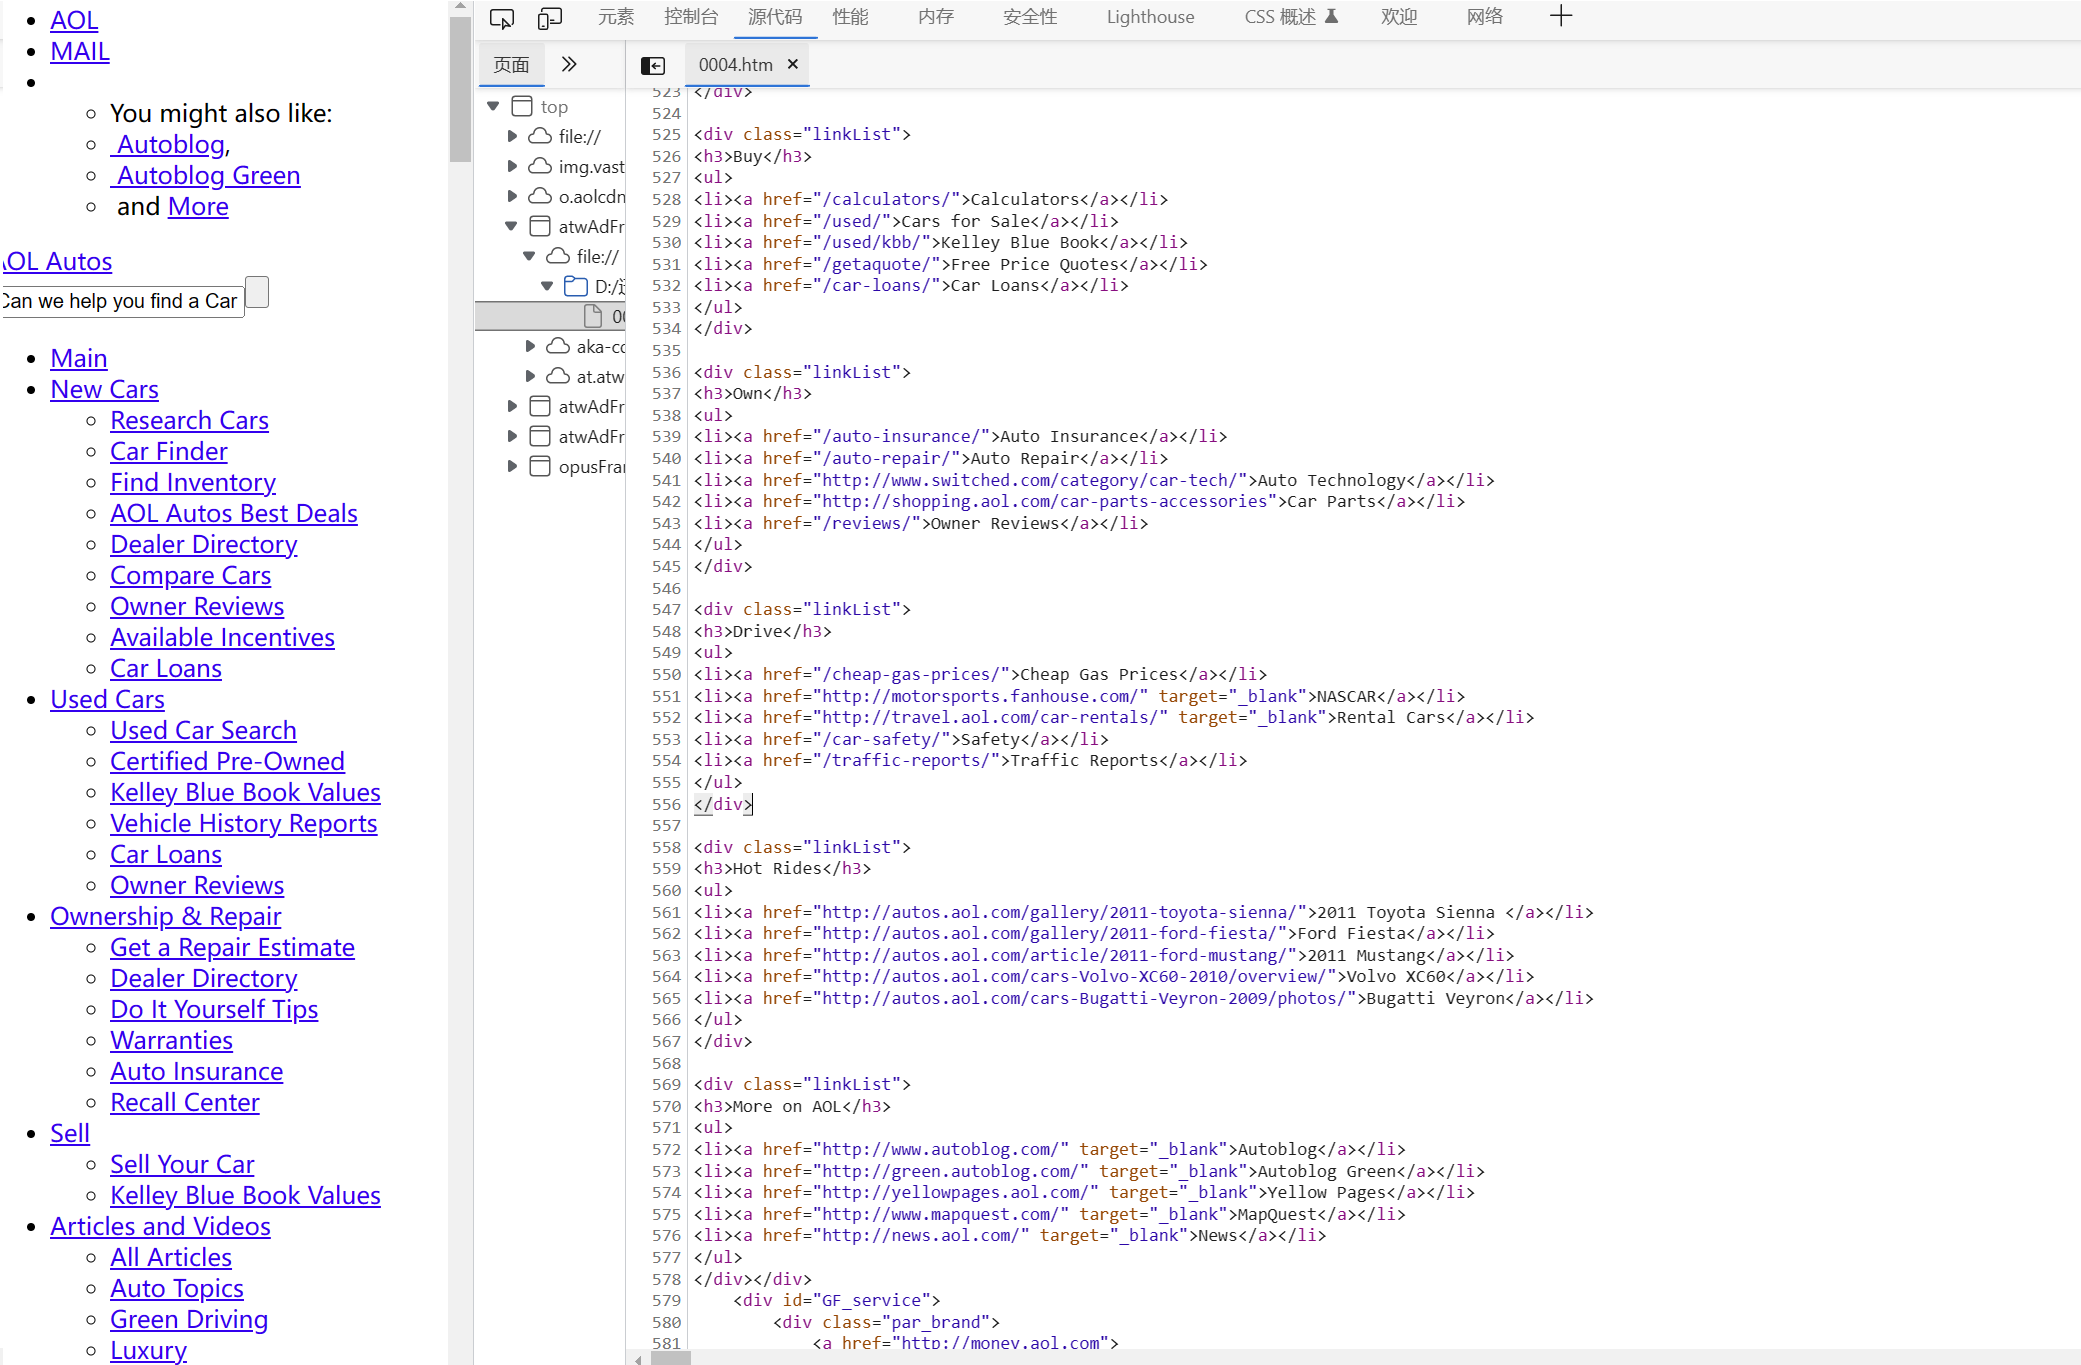 AOL
MAIL
You might also like:
Autoblog,
Autoblog Green
and More
AOL Autos
Can we help you find a Car
Main
New Cars
Research Cars
Car Finder
Find Inventory
AOL Autos Best Deals
Dealer Directory
Compare Cars
Owner Reviews
Available Incentives
Car Loans
Used Cars
Used Car Search
Certified Pre-Owned
Kelley Blue Book Values
Vehicle History Reports
Car Loans
Owner Reviews
Ownership & Repair
Get a Repair Estimate
Dealer Directory
Do It Yourself Tips
Warranties
Auto Insurance
Recall Center
Sell
Sell Your Car
Kelley Blue Book Values
Articles and Videos
All Articles
Auto Topics
Green Driving
Luxury
元素 控制台 源代码 性能 内存 安全性 Lighthouse CSS 概述 欢迎 网络
页面
0004.htm
top
file://
img.vast
o.aolcdn
atwAdFr
file://
D:/
00
aka-cc
at.atw
atwAdFr
atwAdFr
opusFrar
523 </div>
524
525 <div class="linkList">
526 <h3>Buy</h3>
527 <ul>
528 <li><a href="/calculators/">Calculators</a></li>
529 <li><a href="/used/">Cars for Sale</a></li>
530 <li><a href="/used/kbb/">Kelley Blue Book</a></li>
531 <li><a href="/getaquote/">Free Price Quotes</a></li>
532 <li><a href="/car-loans/">Car Loans</a></li>
533 </ul>
534 </div>
535
536 <div class="linkList">
537 <h3>Own</h3>
538 <ul>
539 <li><a href="/auto-insurance/">Auto Insurance</a></li>
540 <li><a href="/auto-repair/">Auto Repair</a></li>
541 <li><a href="http://www.switched.com/category/car-tech/">Auto Technology</a></li>
542 <li><a href="http://shopping.aol.com/car-parts-accessories">Car Parts</a></li>
543 <li><a href="/reviews/">Owner Reviews</a></li>
544 </ul>
545 </div>
546
547 <div class="linkList">
548 <h3>Drive</h3>
549 <ul>
550 <li><a href="/cheap-gas-prices/">Cheap Gas Prices</a></li>
551 <li><a href="http://motorsports.fanhouse.com/" target="_blank">NASCAR</a></li>
552 <li><a href="http://travel.aol.com/car-rentals/" target="_blank">Rental Cars</a></li>
553 <li><a href="/car-safety/">Safety</a></li>
554 <li><a href="/traffic-reports/">Traffic Reports</a></li>
555 </ul>
556 </div>
557
558 <div class="linkList">
559 <h3>Hot Rides</h3>
560 <ul>
561 <li><a href="http://autos.aol.com/gallery/2011-toyota-sienna/">2011 Toyota Sienna </a></li>
562 <li><a href="http://autos.aol.com/gallery/2011-ford-fiesta/">Ford Fiesta</a></li>
563 <li><a href="http://autos.aol.com/article/2011-ford-mustang/">2011 Mustang</a></li>
564 <li><a href="http://autos.aol.com/cars-Volvo-XC60-2010/overview/">Volvo XC60</a></li>
565 <li><a href="http://autos.aol.com/cars-Bugatti-Veyron-2009/photos/">Bugatti Veyron</a></li>
566 </ul>
567 </div>
568
569 <div class="linkList">
570 <h3>More on AOL</h3>
571 <ul>
572 <li><a href="http://www.autoblog.com/" target="_blank">Autoblog</a></li>
573 <li><a href="http://green.autoblog.com/" target="_blank">Autoblog Green</a></li>
574 <li><a href="http://yellowpages.aol.com/" target="_blank">Yellow Pages</a></li>
575 <li><a href="http://www.mapquest.com/" target="_blank">MapQuest</a></li>
576 <li><a href="http://news.aol.com/" target="_blank">News</a></li>
577 </ul>
578 </div></div>
579 <div id="GF_service">
580 <div class="par_brand">
581 <a href="http://money.aol.com">